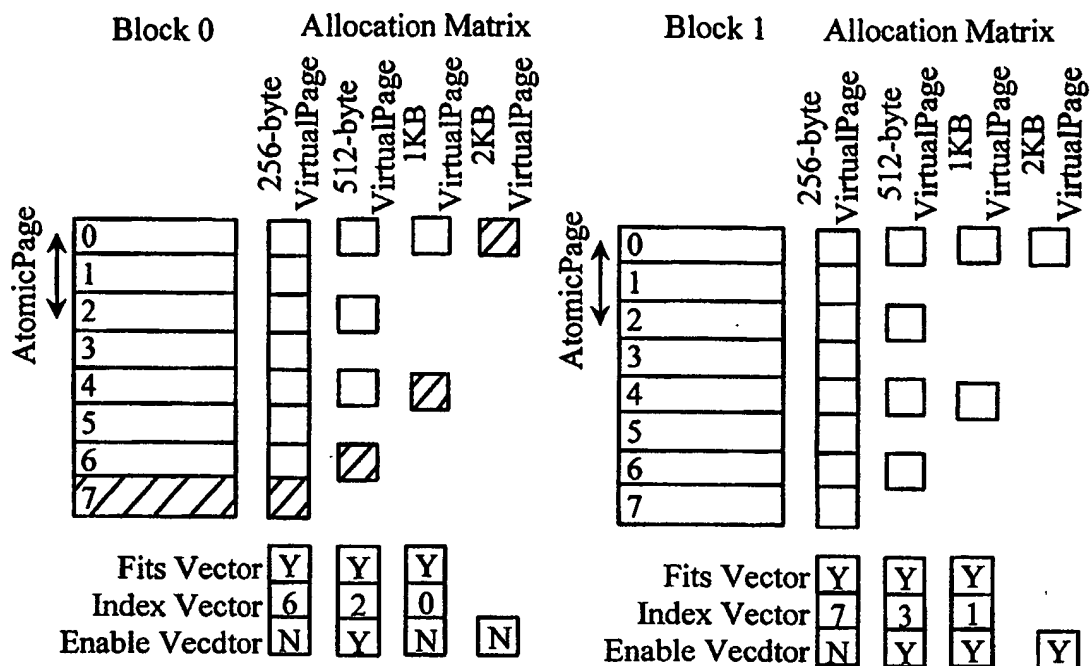 Block 0
Allocation Matrix
256-byte
VirtualPage
512-byte
VirtualPage
1KB
VirtualPage
2KB
VirtualPage
AtomicPage
0
1
2
3
4
5
6
7
Fits Vector Y Y Y
Index Vector 6 2 0
Enable Vecdtor N Y N N
Block 1
Allocation Matrix
256-byte
VirtualPage
512-byte
VirtualPage
1KB
VirtualPage
2KB
VirtualPage
AtomicPage
0
1
2
3
4
5
6
7
Fits Vector Y Y Y
Index Vector 7 3 1
Enable Vecdtor N Y Y Y